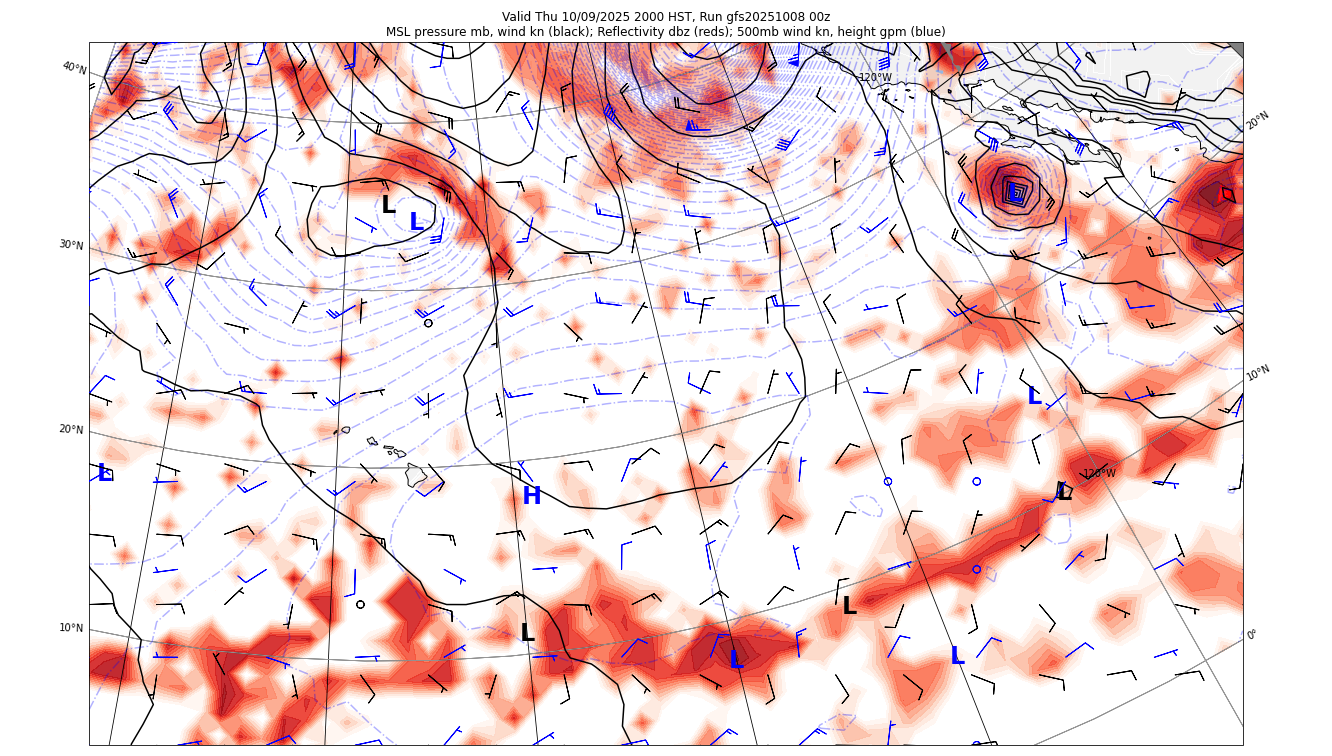 Valid Thu 10/09/2025 2000 HST, Run gfs20251008 00z
MSL pressure mb, wind kn (black); Reflectivity dbz (reds); 500mb wind kn, height gpm (blue)
40°N
120°W
20°N
L
L
L
30°N
10°N
L
20°N
L
H
120°W
L
10°N
L
L
0°
L
L